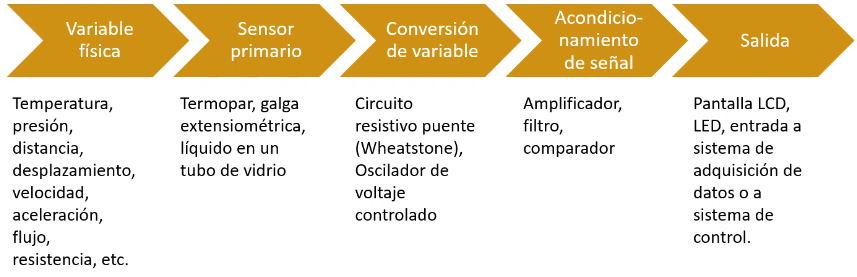 Variable
física
Sensor
primario
Conversión
de variable
Acondicio-
namiento
de señal
Salida
Temperatura,
presión,
distancia,
desplazamiento,
velocidad,
aceleración,
flujo,
resistencia, etc.
Termopar, galga
extensiométrica,
líquido en un
tubo de vidrio
Circuito
resistivo puente
(Wheatstone),
Oscilador de
voltaje
controlado
Amplificador,
filtro,
comparador
Pantalla LCD,
LED, entrada a
sistema de
adquisición de
datos o a
sistema de
control.